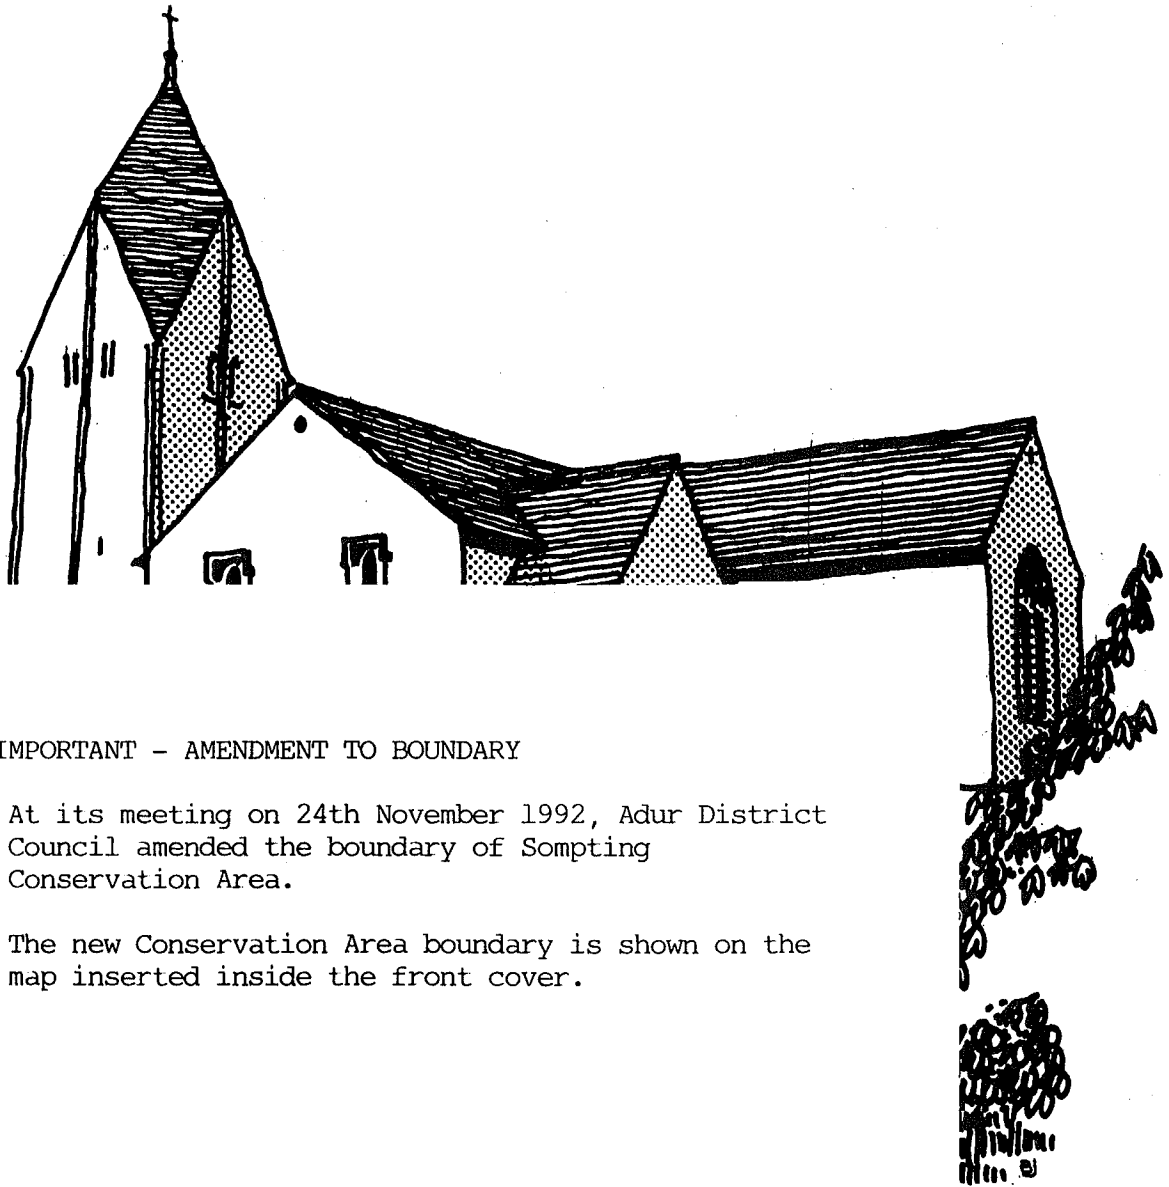 IMPORTANT - AMENDMENT TO BOUNDARY
At its meeting on 24th November 1992, Adur District
Council amended the boundary of Sompting
Conservation Area.
The new Conservation Area boundary is shown on the
map inserted inside the front cover.